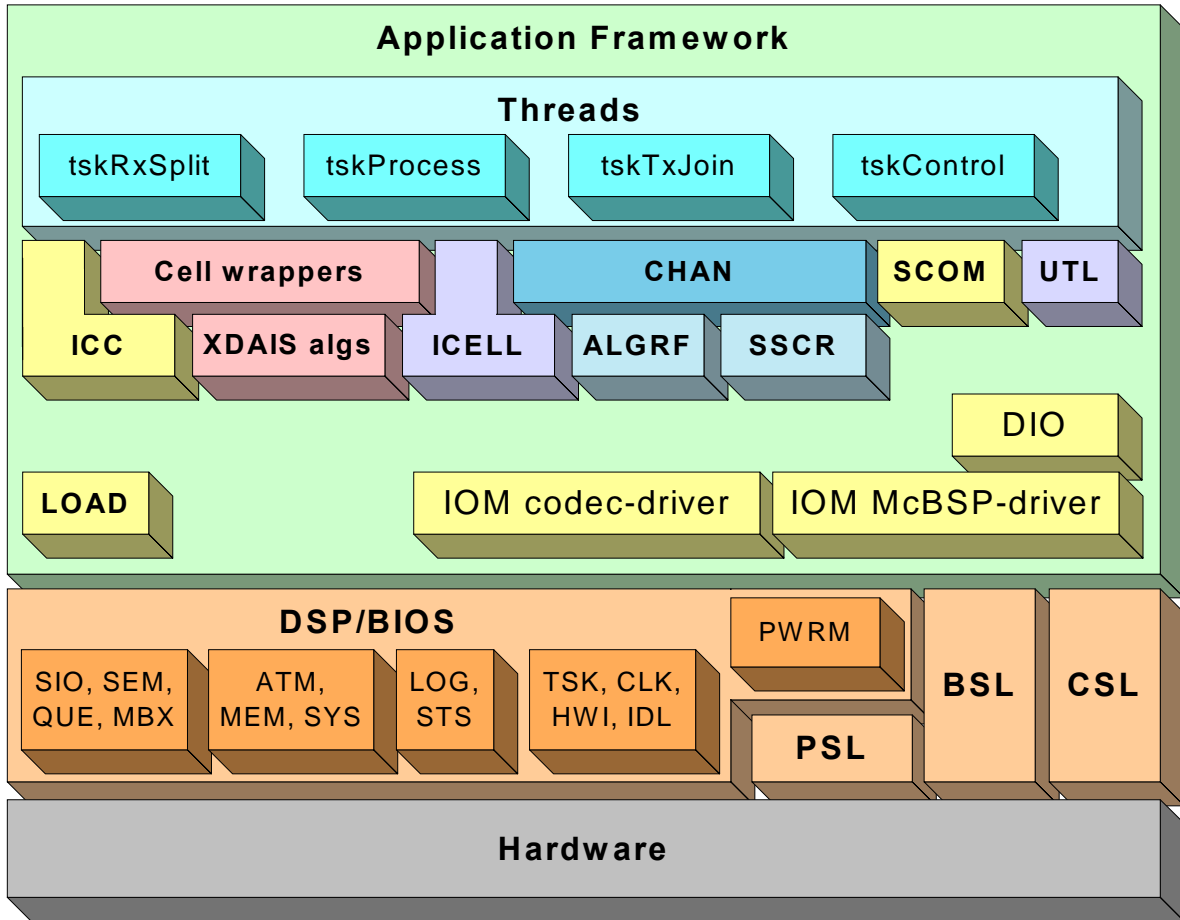 Application Framework
Threads
tskRxSplit
tskProcess
tskTxJoin
tskControl
Cell wrappers
CHAN
SCOM
UTL
ICC
XDAIS algs
ICELL
ALGRF
SSCR
DIO
LOAD
IOM codec-driver
IOM McBSP-driver
DSP/BIOS
PWRM
SIO, SEM,
QUE, MBX
ATM,
MEM, SYS
LOG,
STS
TSK, CLK,
HWI, IDL
PSL
BSL
CSL
Hardware